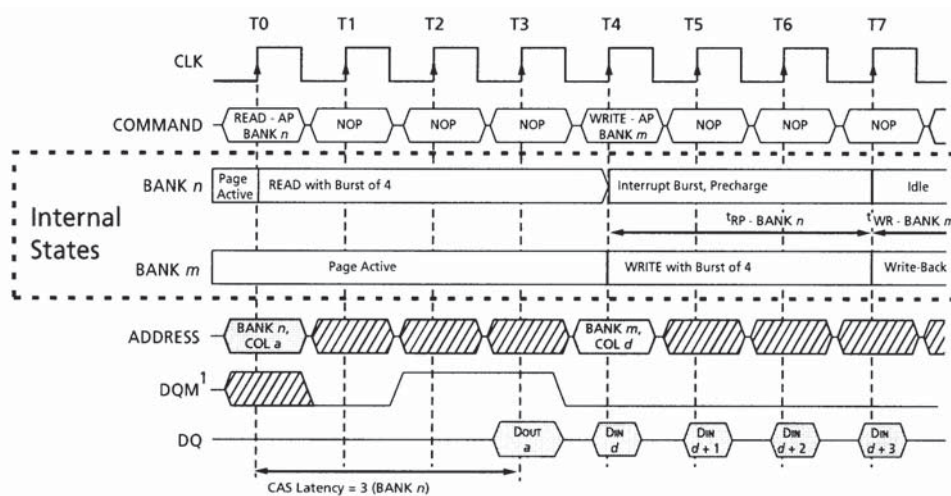 T0 T1 T2 T3 T4 T5 T6 T7
CLK
COMMAND READ - AP BANK n NOP NOP NOP WRITE - AP BANK m NOP NOP NOP
Internal States
BANK n Page Active READ with Burst of 4 Interrupt Burst, Precharge Idle
tRP - BANK n tWR - BANK m
BANK m Page Active WRITE with Burst of 4 Write-Back
ADDRESS BANK n, COL a BANK m, COL d
DQM1
DQ DOUT a DIN d DIN d + 1 DIN d + 2 DIN d + 3
CAS Latency = 3 (BANK n)